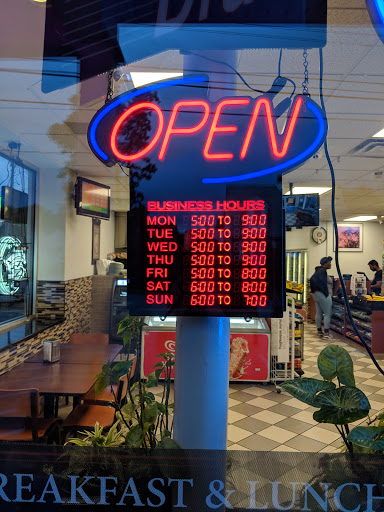 OPEN
BUSINESS HOURS
MON 5:00 TO 9:00
TUE 5:00 TO 9:00
WED 5:00 TO 9:00
THU 5:00 TO 9:00
FRI 5:00 TO 8:00
SAT 6:00 TO 8:00
SUN 6:00 TO 7:00
REAKFAST & LUNCH